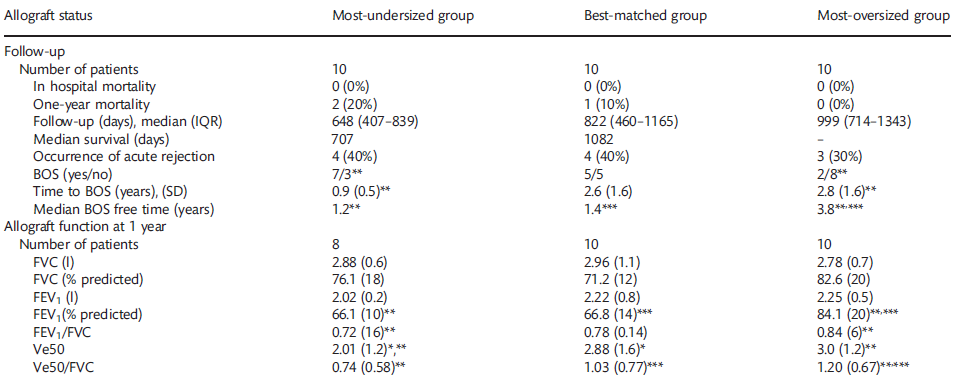 Allograft status Most-undersized group Best-matched group Most-oversized group
Follow-up
Number of patients 10 10 10
In hospital mortality 0 (0%) 0 (0%) 0 (0%)
One-year mortality 2 (20%) 1 (10%) 0 (0%)
Follow-up (days), median (IQR) 648 (407–839) 822 (460–1165) 999 (714–1343)
Median survival (days) 707 1082 –
Occurrence of acute rejection 4 (40%) 4 (40%) 3 (30%)
BOS (yes/no) 7/3** 5/5 2/8**
Time to BOS (years), (SD) 0.9 (0.5)** 2.6 (1.6) 2.8 (1.6)**
Median BOS free time (years) 1.2** 1.4*** 3.8**,***
Allograft function at 1 year
Number of patients 8 10 10
FVC (l) 2.88 (0.6) 2.96 (1.1) 2.78 (0.7)
FVC (% predicted) 76.1 (18) 71.2 (12) 82.6 (20)
FEV₁ (l) 2.02 (0.2) 2.22 (0.8) 2.25 (0.5)
FEV₁(% predicted) 66.1 (10)** 66.8 (14)*** 84.1 (20)**,***
FEV₁/FVC 0.72 (16)** 0.78 (0.14) 0.84 (6)**
Ve50 2.01 (1.2)*,** 2.88 (1.6)* 3.0 (1.2)**
Ve50/FVC 0.74 (0.58)** 1.03 (0.77)*** 1.20 (0.67)**,***